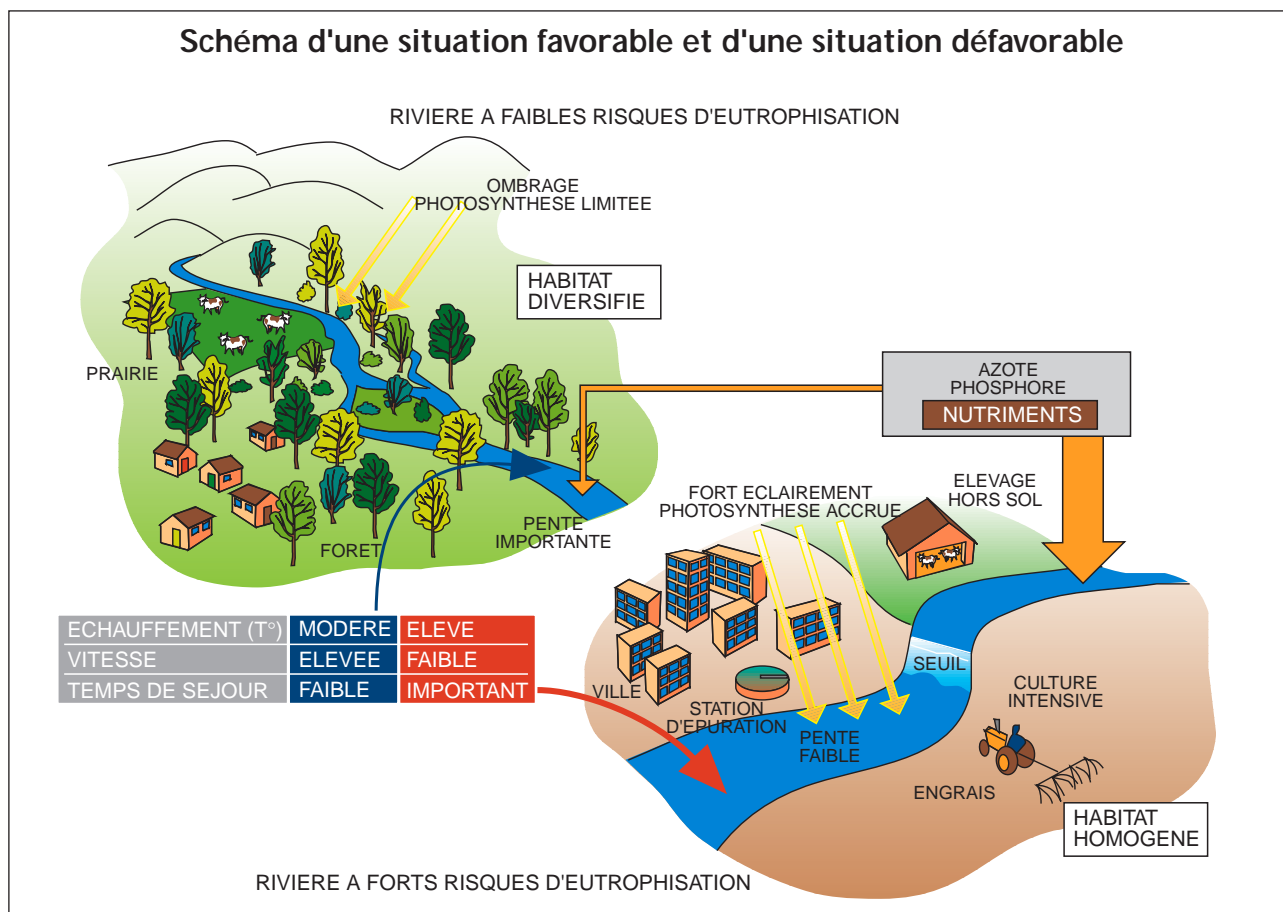 Schéma d'une situation favorable et d'une situation défavorable
RIVIERE A FAIBLES RISQUES D'EUTROPHISATION
OMBRAGE
PHOTOSYNTHESE LIMITEE
HABITAT
DIVERSIFIE
PRAIRIE
AZOTE
PHOSPHORE
NUTRIMENTS
FORET
PENTE
IMPORTANTE
FORT ECLAIREMENT
PHOTOSYNTHESE ACCRUE
ELEVAGE
HORS SOL
ECHAUFFEMENT (T°) MODERE ELEVE
VITESSE ELEVEE FAIBLE
TEMPS DE SEJOUR FAIBLE IMPORTANT
SEUIL
VILLE
STATION
D'EPURATION
PENTE
FAIBLE
CULTURE
INTENSIVE
ENGRAIS
HABITAT
HOMOGENE
RIVIERE A FORTS RISQUES D'EUTROPHISATION